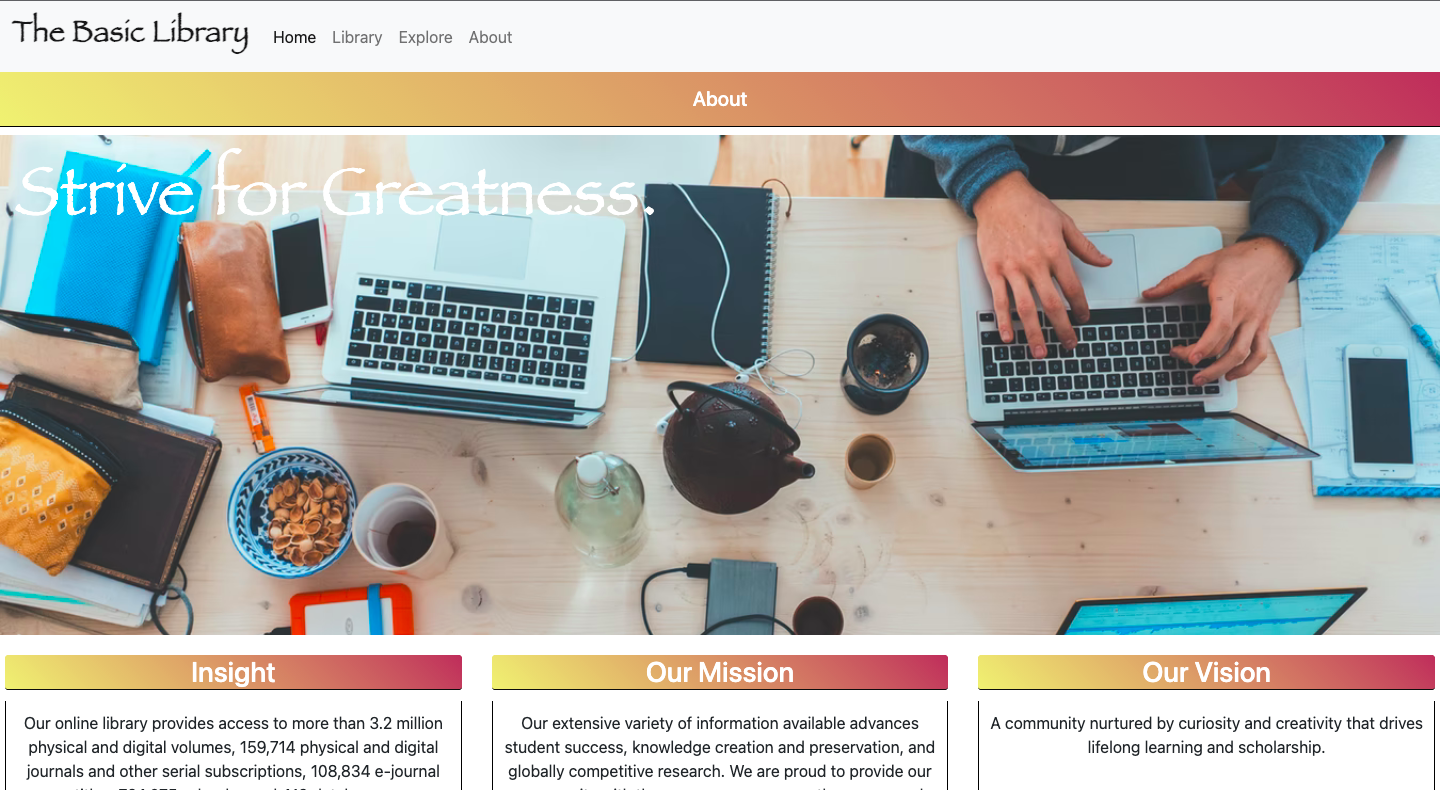 The Basic Library Home Library Explore About
About
Strive for Greatness.
Insight
Our online library provides access to more than 3.2 million
physical and digital volumes, 159,714 physical and digital
journals and other serial subscriptions, 108,834 e-journal
Our Mission
Our extensive variety of information available advances
student success, knowledge creation and preservation, and
globally competitive research. We are proud to provide our
Our Vision
A community nurtured by curiosity and creativity that drives
lifelong learning and scholarship.